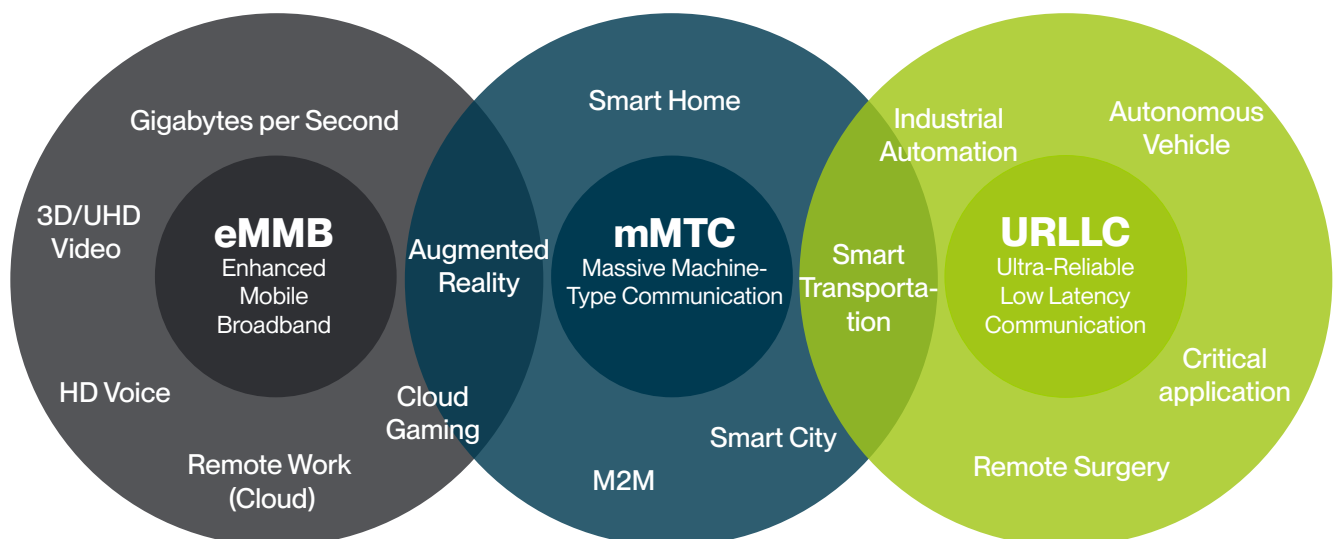 Gigabytes per Second
3D/UHD
Video
eMMB
Enhanced
Mobile
Broadband
HD Voice
Remote Work
(Cloud)
Augmented
Reality
Cloud
Gaming
Smart Home
mMTC
Massive Machine-
Type Communication
Smart City
M2M
Smart
Transporta-
tion
Industrial
Automation
Autonomous
Vehicle
URLLC
Ultra-Reliable
Low Latency
Communication
Critical
application
Remote Surgery